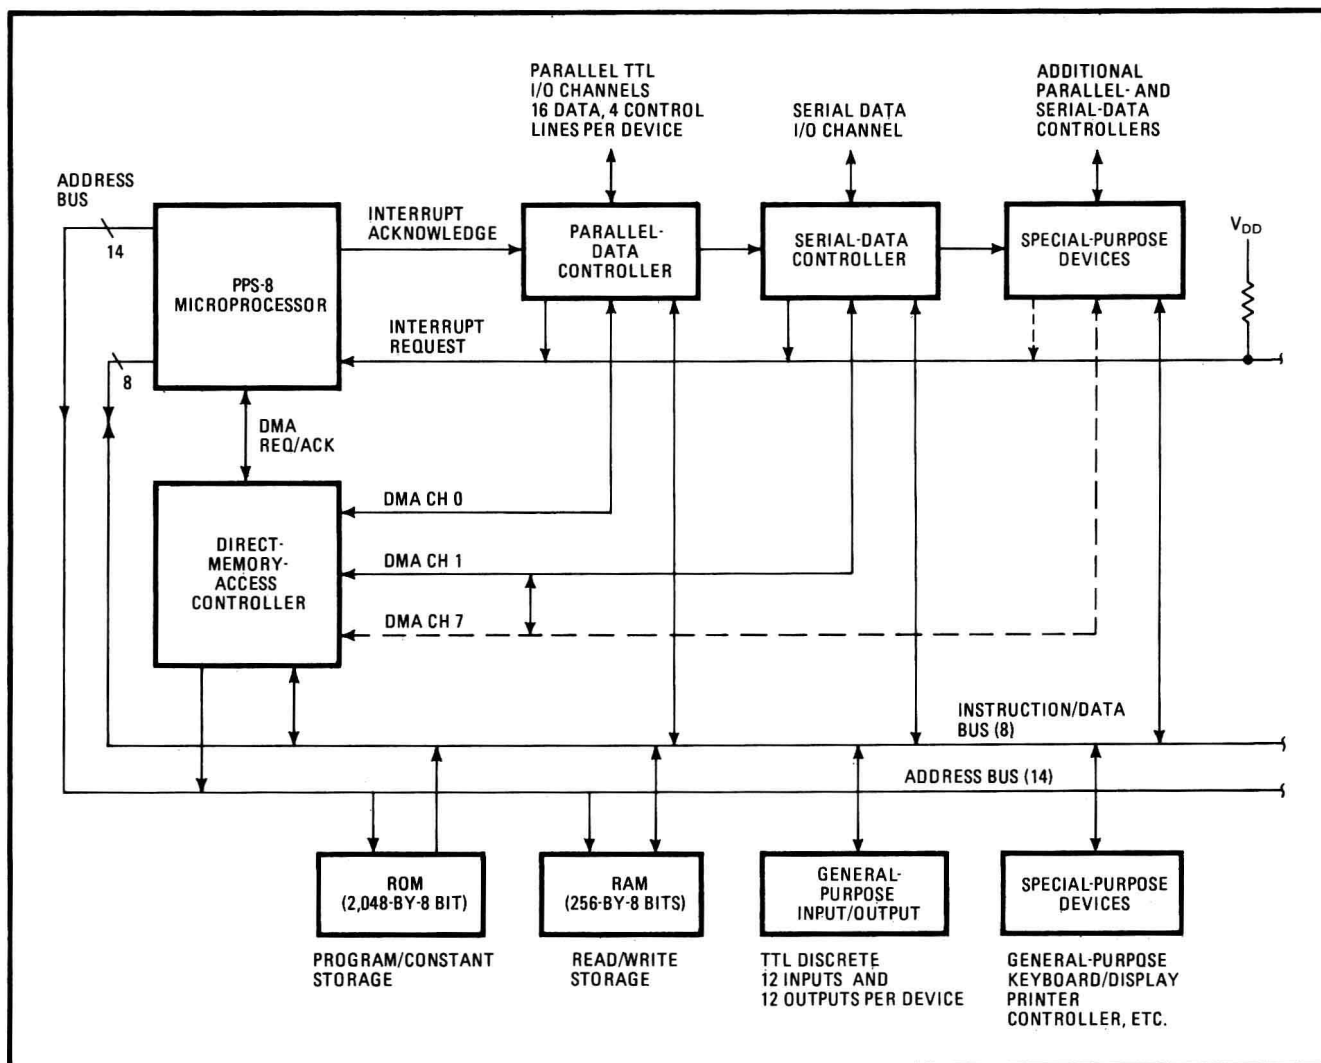 PARALLEL TTL
I/O CHANNELS
16 DATA, 4 CONTROL
LINES PER DEVICE
SERIAL DATA
I/O CHANNEL
ADDITIONAL
PARALLEL- AND
SERIAL-DATA
CONTROLLERS
ADDRESS
BUS
14
8
PPS-8
MICROPROCESSOR
INTERRUPT
ACKNOWLEDGE
INTERRUPT
REQUEST
PARALLEL-
DATA
CONTROLLER
SERIAL-DATA
CONTROLLER
SPECIAL-PURPOSE
DEVICES
VDD
DMA
REQ/ACK
DIRECT-
MEMORY-
ACCESS
CONTROLLER
DMA CH 0
DMA CH 1
DMA CH 7
INSTRUCTION/DATA
BUS (8)
ADDRESS BUS (14)
ROM
(2,048-BY-8 BIT)
PROGRAM/CONSTANT
STORAGE
RAM
(256-BY-8 BITS)
READ/WRITE
STORAGE
GENERAL-
PURPOSE
INPUT/OUTPUT
TTL DISCRETE
12 INPUTS AND
12 OUTPUTS PER DEVICE
SPECIAL-PURPOSE
DEVICES
GENERAL-PURPOSE
KEYBOARD/DISPLAY
PRINTER
CONTROLLER, ETC.